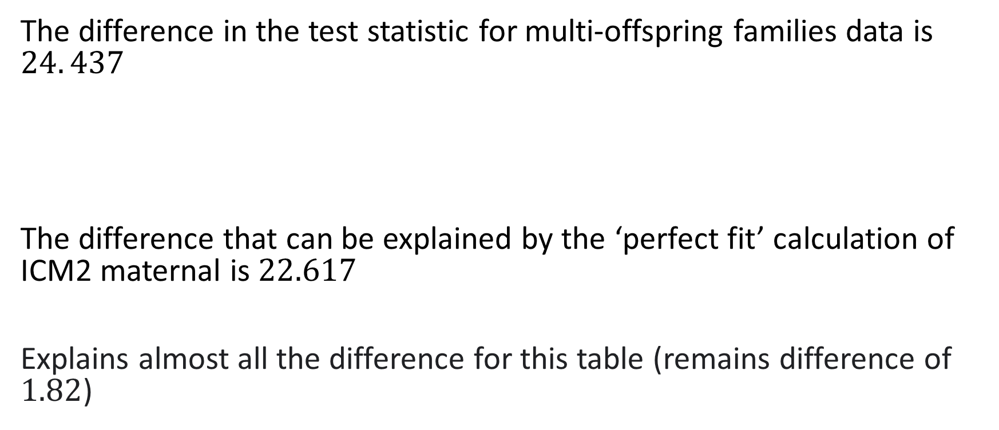 The difference in the test statistic for multi-offspring families data is
24.437
The difference that can be explained by the ‘perfect fit’ calculation of
ICM2 maternal is 22.617
Explains almost all the difference for this table (remains difference of
1.82)